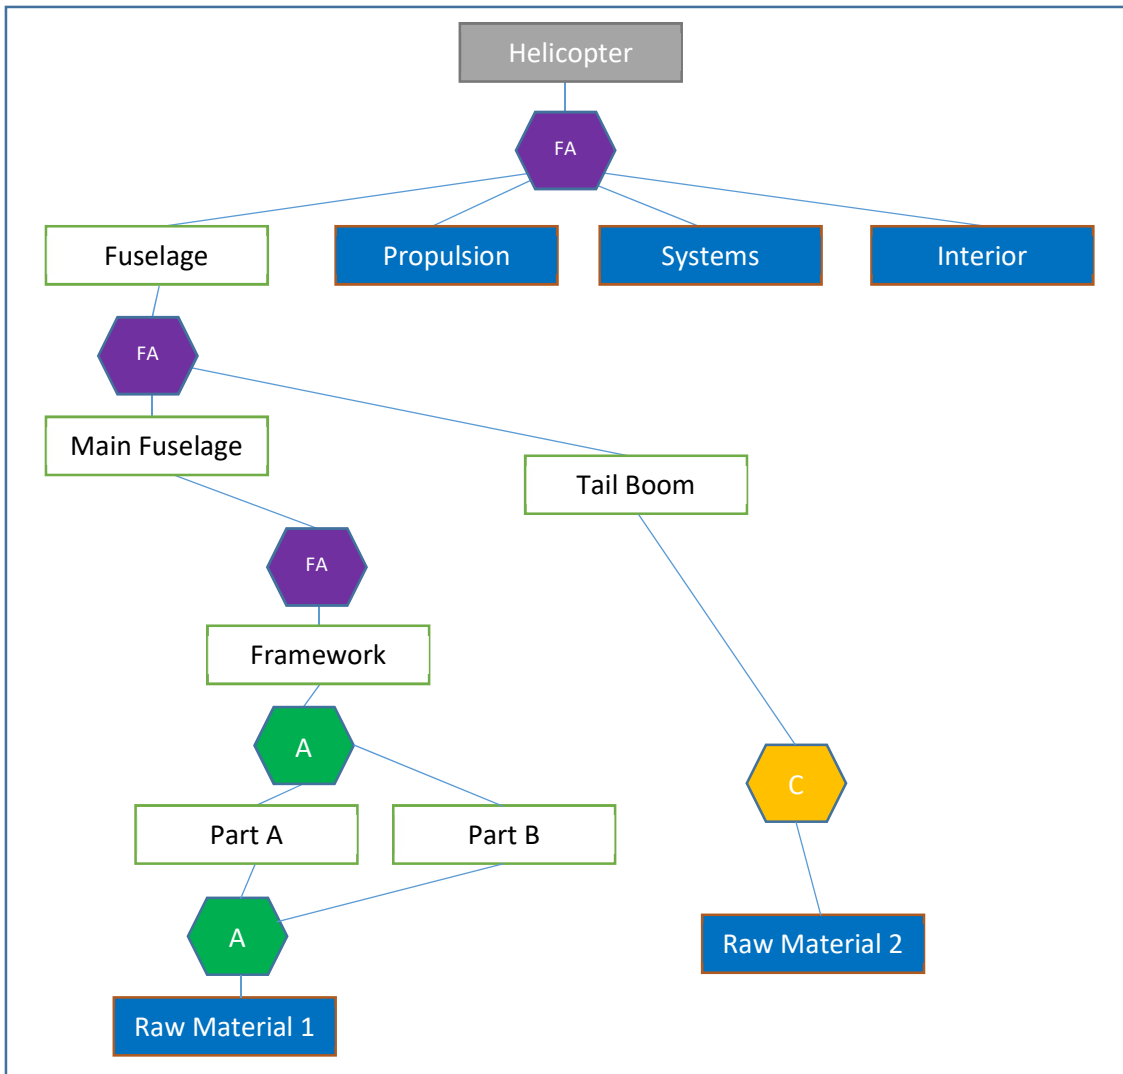 Helicopter
FA
Fuselage
Propulsion
Systems
Interior
FA
Main Fuselage
Tail Boom
FA
Framework
A
C
Part A
Part B
A
Raw Material 2
Raw Material 1